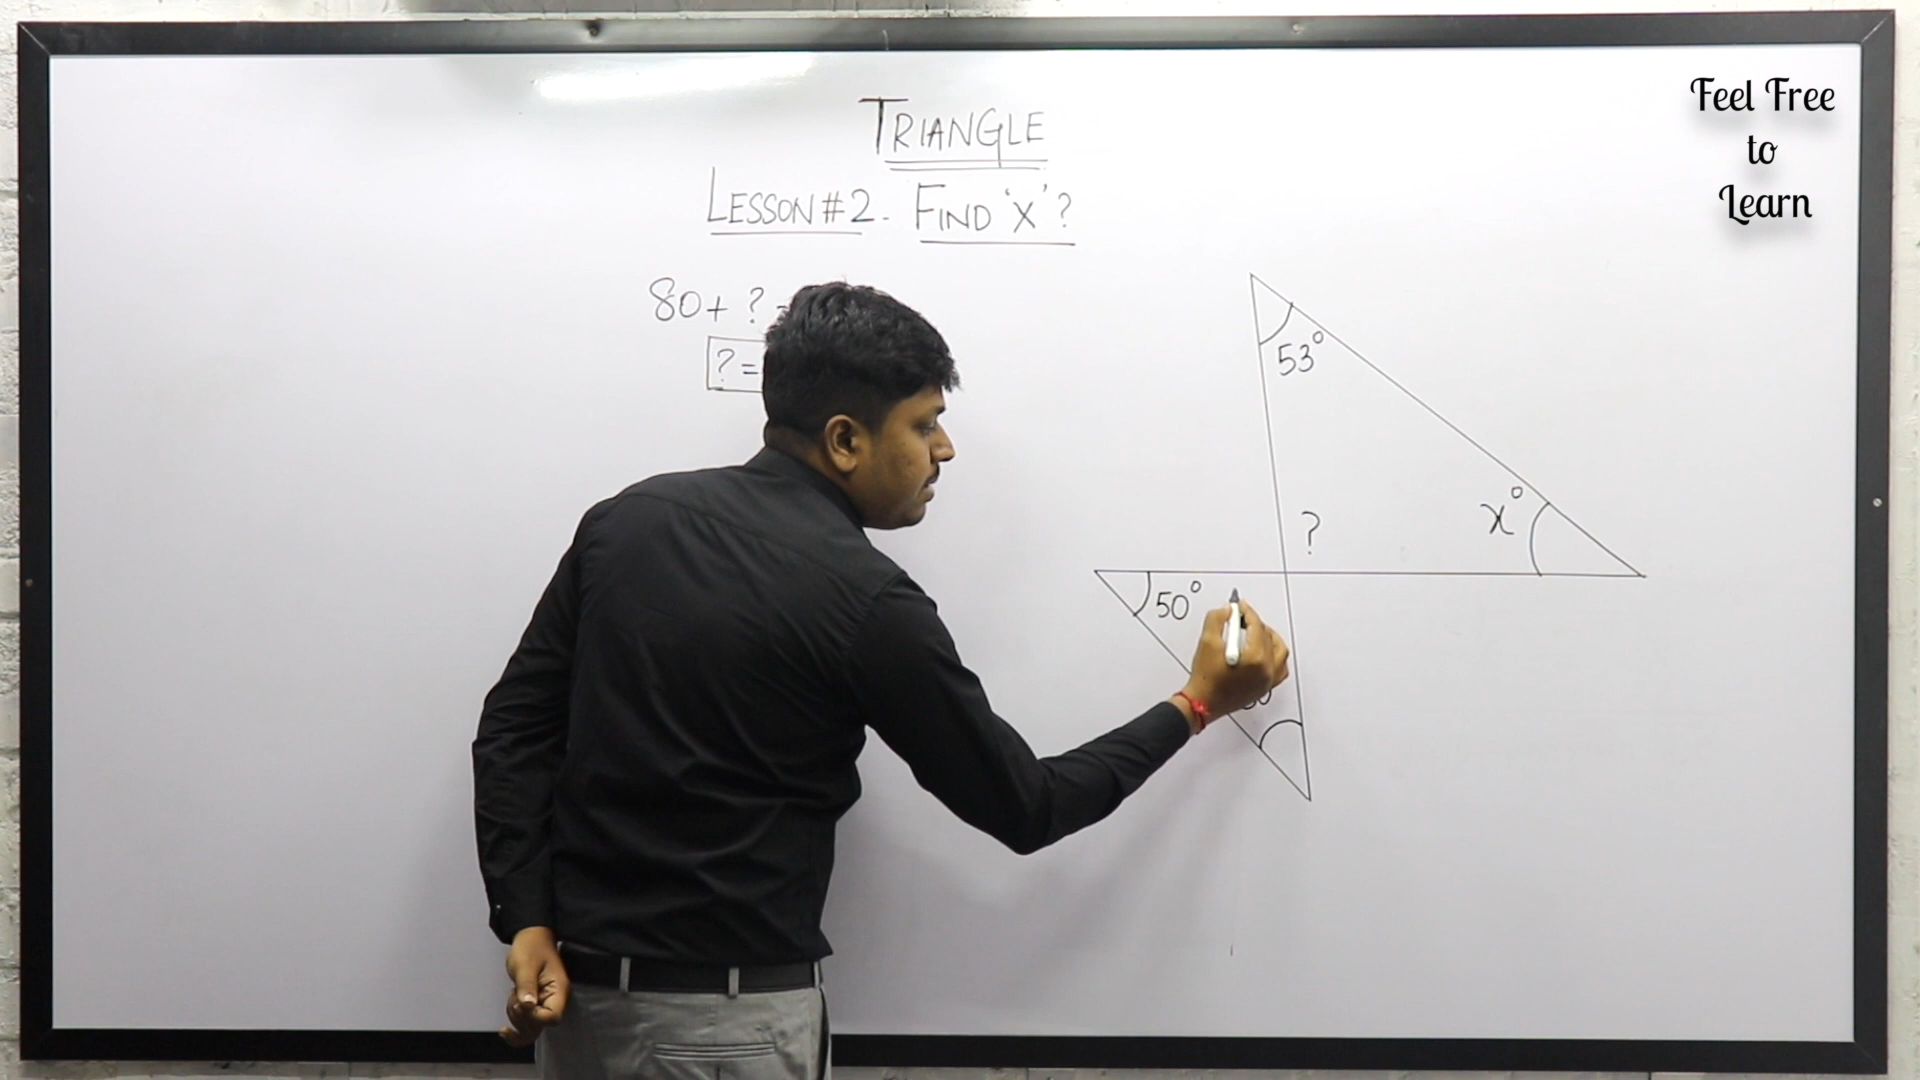 Feel Free
to
Learn
TRIANGLE
LESSON#2. FIND 'X'?
80+ ?
? =
53°
x°
?
50°